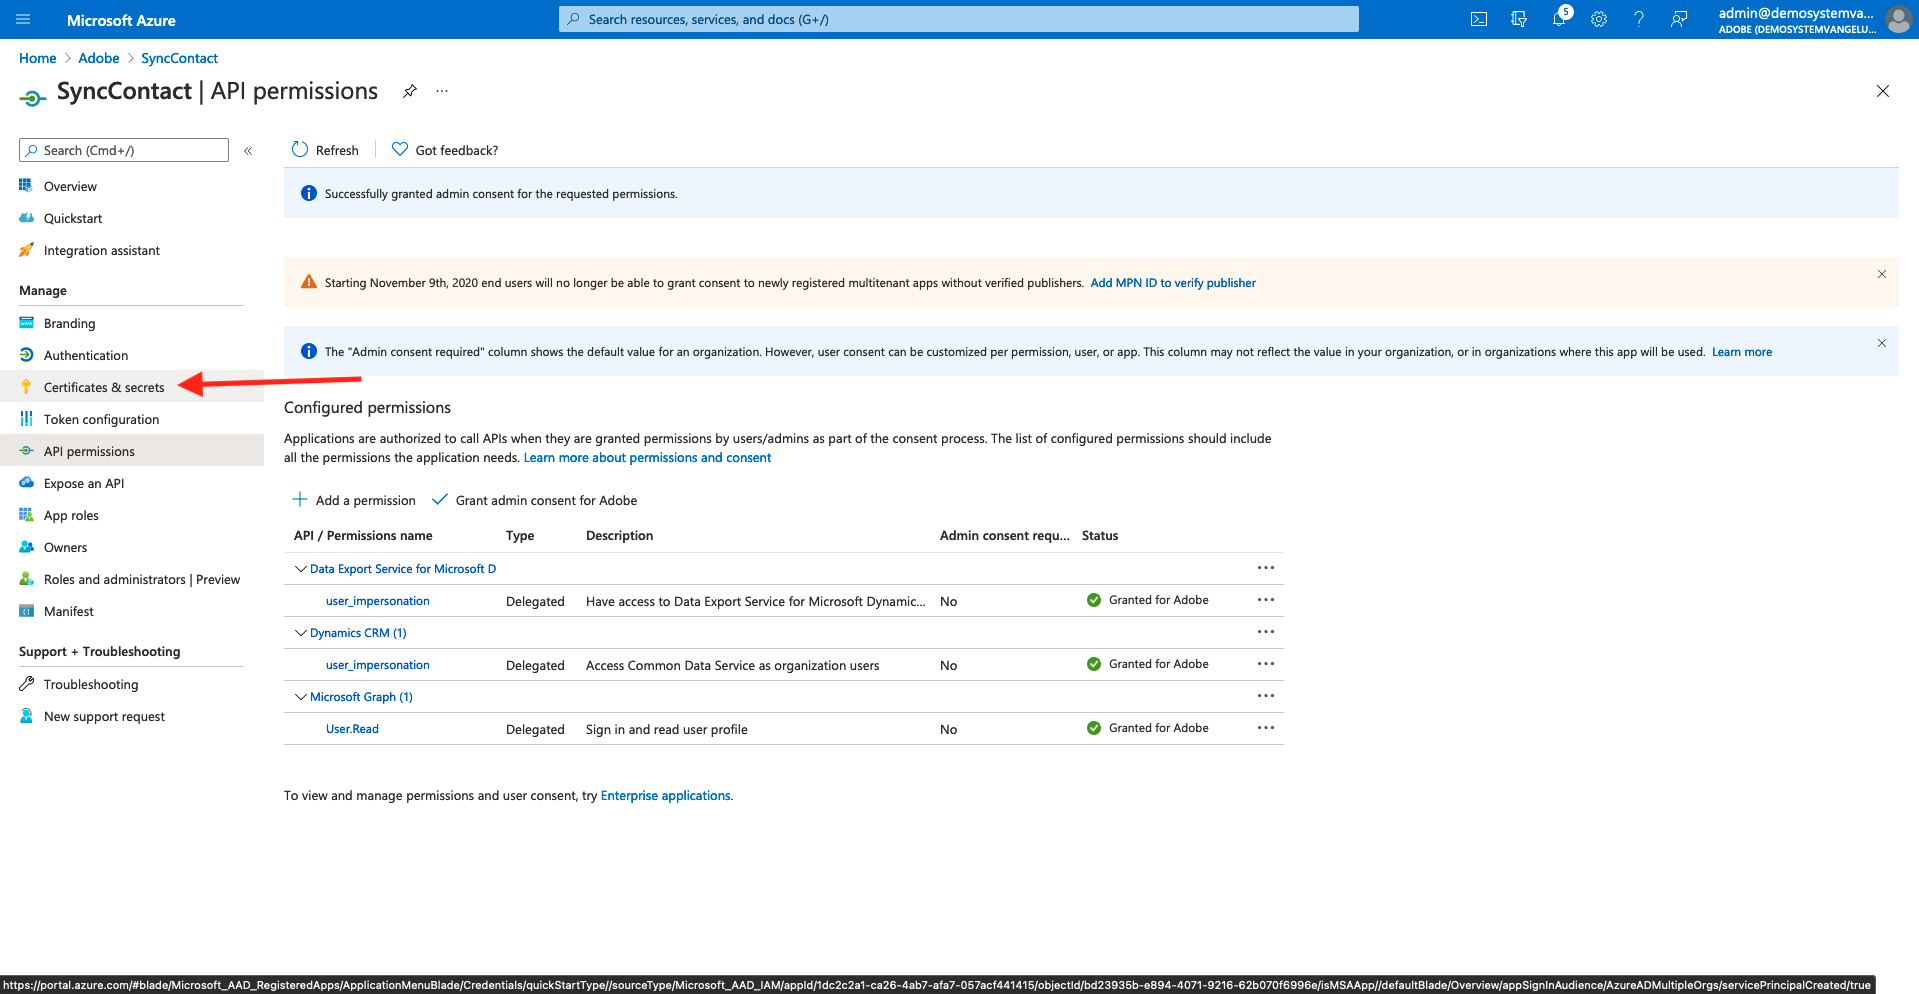 Microsoft Azure
Search resources, services, and docs (G+/)
5
admin@demosystemva...
ADOBE (DEMOSYSTEMVANGELU...
Home > Adobe > SyncContact
SyncContact | API permissions
Search (Cmd+/)
Refresh
Got feedback?
Successfully granted admin consent for the requested permissions.
Starting November 9th, 2020 end users will no longer be able to grant consent to newly registered multitenant apps without verified publishers. Add MPN ID to verify publisher
The "Admin consent required" column shows the default value for an organization. However, user consent can be customized per permission, user, or app. This column may not reflect the value in your organization, or in organizations where this app will be used. Learn more
Overview
Quickstart
Integration assistant
Manage
Branding
Authentication
Certificates & secrets
Token configuration
API permissions
Expose an API
App roles
Owners
Roles and administrators | Preview
Manifest
Support + Troubleshooting
Troubleshooting
New support request
Configured permissions
Applications are authorized to call APIs when they are granted permissions by users/admins as part of the consent process. The list of configured permissions should include
all the permissions the application needs. Learn more about permissions and consent
Add a permission
Grant admin consent for Adobe
API / Permissions name Type Description Admin consent requ... Status
Data Export Service for Microsoft D
user_impersonation Delegated Have access to Data Export Service for Microsoft Dynamic... No Granted for Adobe
Dynamics CRM (1)
user_impersonation Delegated Access Common Data Service as organization users No Granted for Adobe
Microsoft Graph (1)
User.Read Delegated Sign in and read user profile No Granted for Adobe
To view and manage permissions and user consent, try Enterprise applications.
https://portal.azure.com/#blade/Microsoft_AAD_RegisteredApps/ApplicationMenuBlade/Credentials/quickStartType//sourceType/Microsoft_AAD_IAM/appId/1dc2c2a1-ca26-4ab7-afa7-057acf441415/objectId/bd23935b-e894-4071-9216-62b070f6996e/isMSAApp//defaultBlade/Overview/appSignInAudience/AzureADMultipleOrgs/servicePrincipalCreated/true